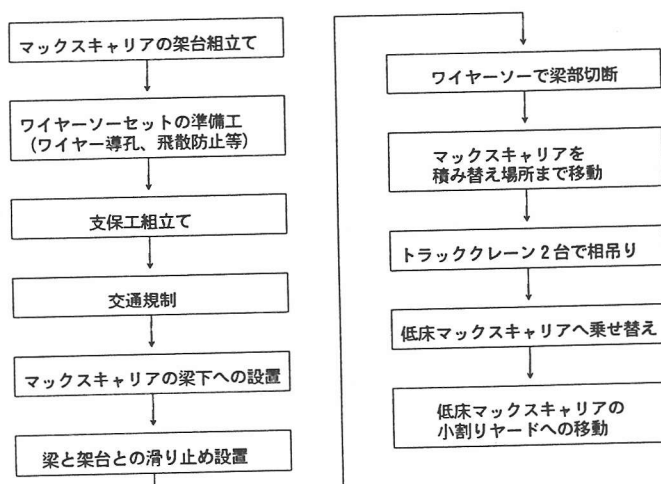 マックスキャリアの架台組立て
ワイヤーソーセットの準備工
（ワイヤー導孔、飛散防止等）
支保工組立て
交通規制
マックスキャリアの梁下への設置
梁と架台との滑り止め設置
ワイヤーソーで梁部切断
マックスキャリアを
積み替え場所まで移動
トラッククレーン２台で相吊り
低床マックスキャリアへ乗せ替え
低床マックスキャリアの
小割りヤードへの移動